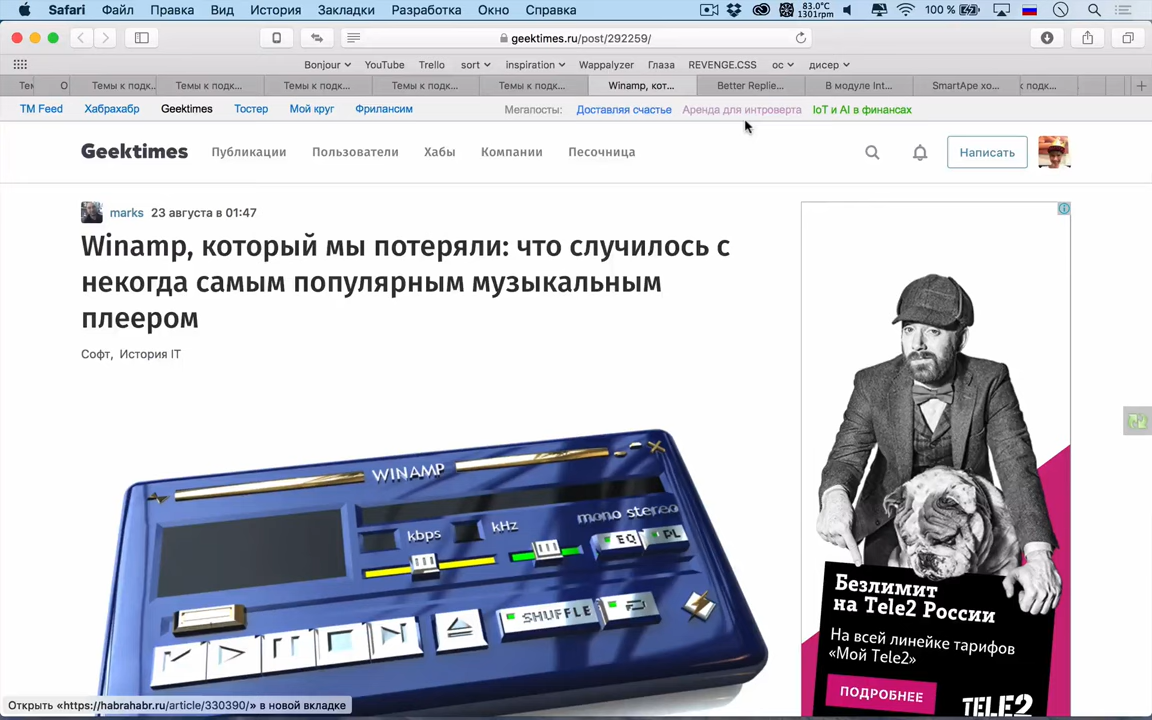 Safari Файл Правка Вид История Закладки Разработка Окно Справка 83.0°C 1301rpm 100 %
geektimes.ru/post/292259/
Bonjour YouTube Trello sort inspiration Wappalyzer Глаза REVENGE.CSS ос дисер
Тем О Темы к подк.. Темы к подк... Темы к подк... Темы к подк... Темы к подк... Winamp, кот... Better Replie... В модуле Int... SmartApe хо... к подк...
TM Feed Хабрахабр Geektimes Тостер Мой круг Фрилансим Мегапосты: Доставляя счастье Аренда для интроверта IoT и AI в финансах
Geektimes Публикации Пользователи Хабы Компании Песочница Написать
marks 23 августа в 01:47
Winamp, который мы потеряли: что случилось с
некогда самым популярным музыкальным
плеером
Софт, История IT
WINAMP
kbps kHz mono stereo
EQ PL
SHUFFLE
Безлимит
на Tele2 России
На всей линейке тарифов
«Мой Tele2»
ПОДРОБНЕЕ TELE2
Открыть «https://habrahabr.ru/article/330390/» в новой вкладке